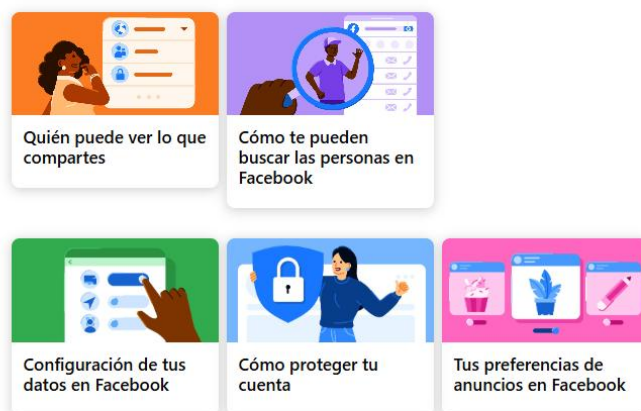 Quién puede ver lo que
compartes
Cómo te pueden
buscar las personas en
Facebook
Configuración de tus
datos en Facebook
Cómo proteger tu
cuenta
Tus preferencias de
anuncios en Facebook